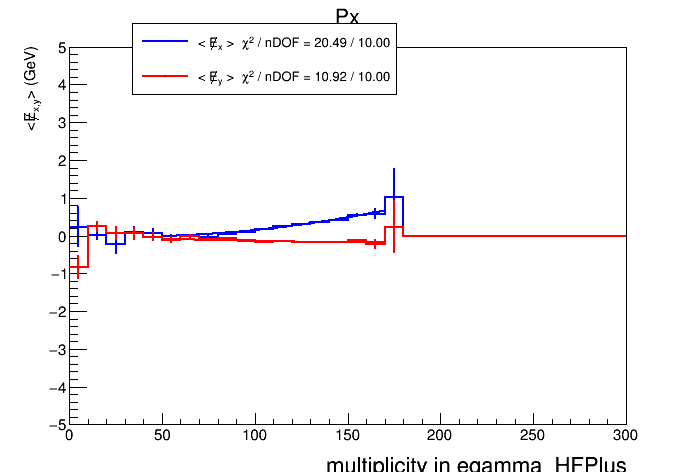 Px
<E̸x> χ² / nDOF = 20.49 / 10.00
<E̸y> χ² / nDOF = 10.92 / 10.00
<E̸x,y> (GeV)
5
4
3
2
1
0
−1
−2
−3
−4
−5
0 50 100 150 200 250 300
multiplicity in egamma_HFPlus